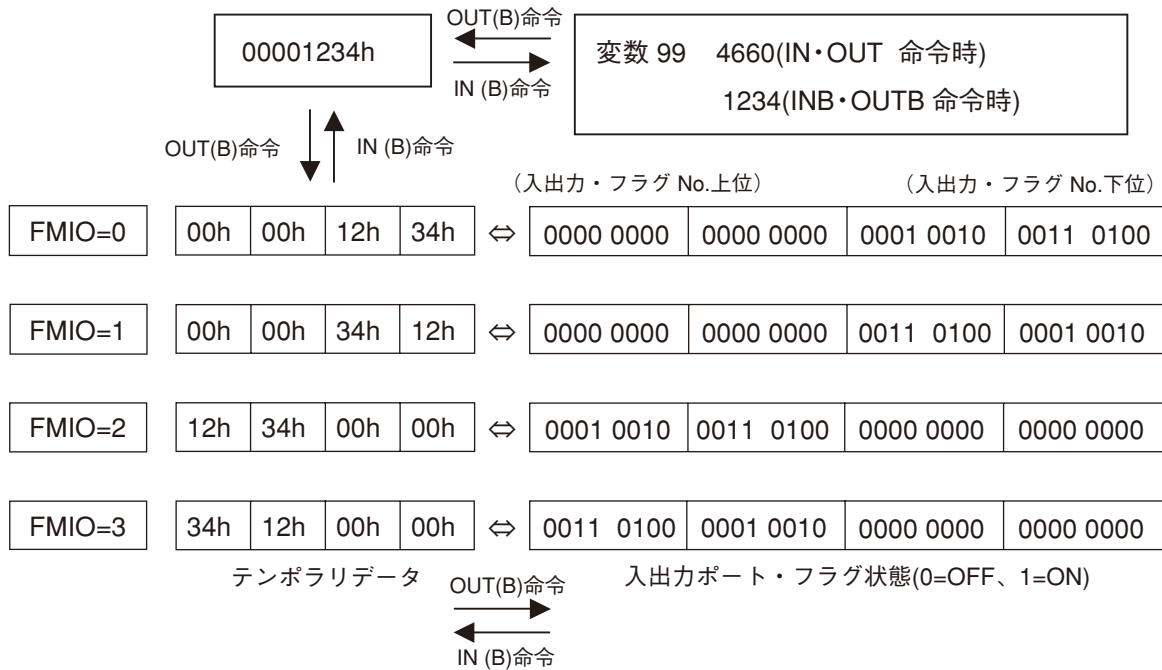 OUT(B)命令
00001234h
IN (B)命令
変数 99 4660(IN・OUT 命令時)
1234(INB・OUTB 命令時)
OUT(B)命令 IN (B)命令
（入出力・フラグ No.上位） （入出力・フラグ No.下位）
FMIO=0 00h 00h 12h 34h ⇔ 0000 0000 0000 0000 0001 0010 0011 0100
FMIO=1 00h 00h 34h 12h ⇔ 0000 0000 0000 0000 0011 0100 0001 0010
FMIO=2 12h 34h 00h 00h ⇔ 0001 0010 0011 0100 0000 0000 0000 0000
FMIO=3 34h 12h 00h 00h ⇔ 0011 0100 0001 0010 0000 0000 0000 0000
テンポラリデータ 入出力ポート・フラグ状態(0=OFF、1=ON)
OUT(B)命令
IN (B)命令